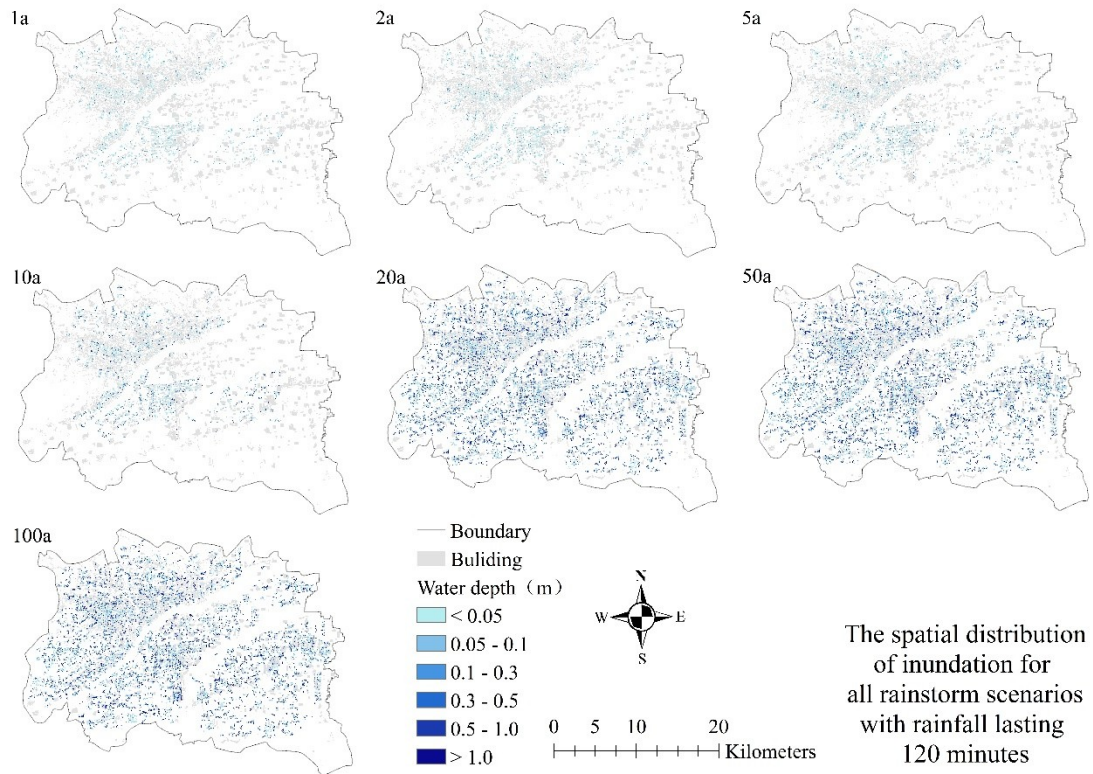 1a
2a
5a
10a
20a
50a
100a
Boundary
Buliding
Water depth（m）
< 0.05
0.05 - 0.1
0.1 - 0.3
0.3 - 0.5
0.5 - 1.0
> 1.0
N
W
E
S
0 5 10 20
Kilometers
The spatial distribution
of inundation for
all rainstorm scenarios
with rainfall lasting
120 minutes